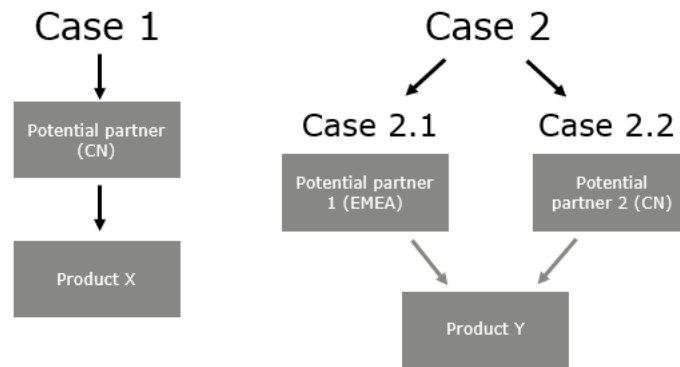 Case 1
Potential partner
(CN)
Product X
Case 2
Case 2.1
Potential partner
1 (EMEA)
Case 2.2
Potential
partner 2 (CN)
Product Y